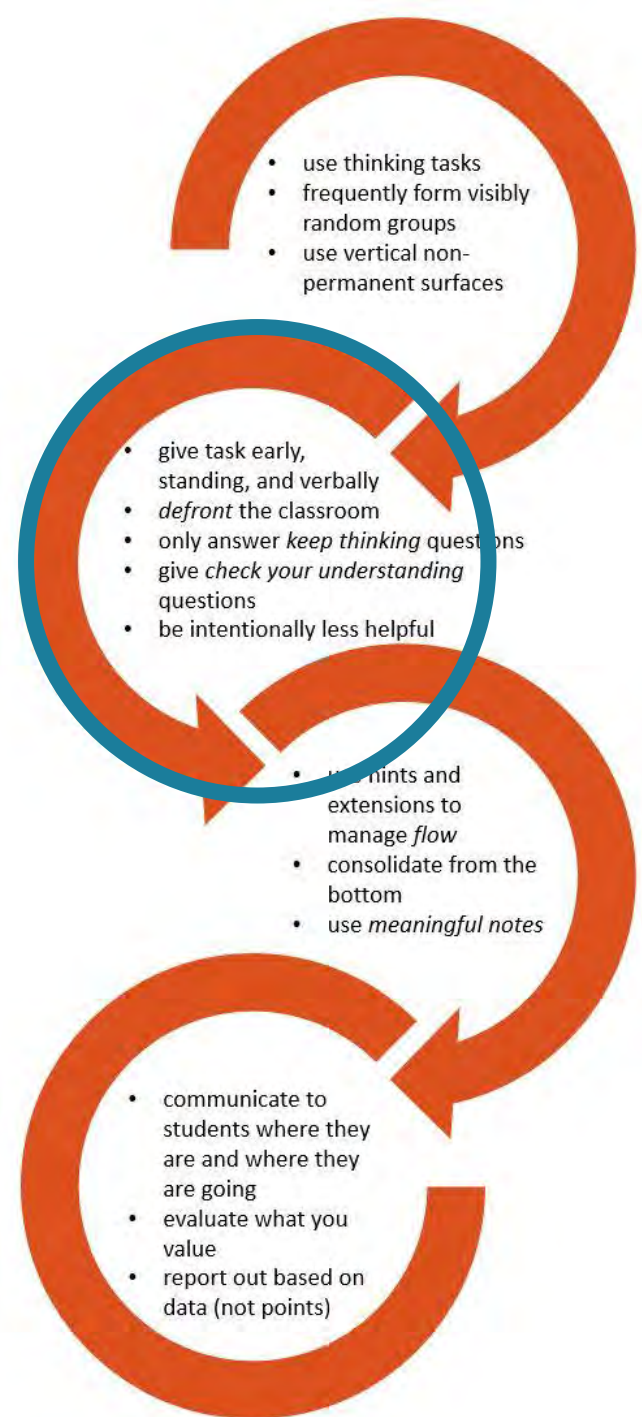 • use thinking tasks
• frequently form visibly
random groups
• use vertical non-
permanent surfaces
• give task early,
standing, and verbally
• defront the classroom
• only answer keep thinking questions
• give check your understanding
questions
• be intentionally less helpful
• use hints and
extensions to
manage flow
• consolidate from the
bottom
• use meaningful notes
• communicate to
students where they
are and where they
are going
• evaluate what you
value
• report out based on
data (not points)